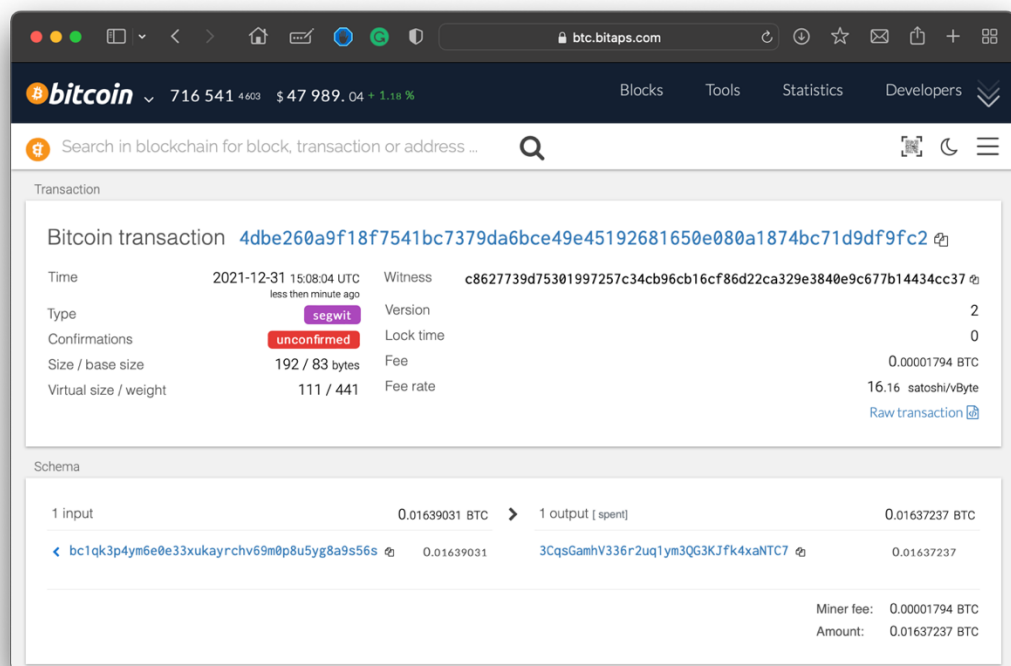 btc.bitaps.com
bitcoin 716 541 4603 $ 47 989. 04 + 1.18 % Blocks Tools Statistics Developers
Search in blockchain for block, transaction or address ...
Transaction
Bitcoin transaction 4dbe260a9f18f7541bc7379da6bce49e45192681650e080a1874bc71d9df9fc2
Time 2021-12-31 15:08:04 UTC Witness c8627739d75301997257c34cb96cb16cf86d22ca329e3840e9c677b14434cc37
less then minute ago
Type segwit Version 2
Confirmations unconfirmed Lock time 0
Size / base size 192 / 83 bytes Fee 0.00001794 BTC
Virtual size / weight 111 / 441 Fee rate 16.16 satoshi/vByte
Raw transaction
Schema
1 input 0.01639031 BTC 1 output [ spent] 0.01637237 BTC
bc1qk3p4ym6e0e33xukayrchv69m0p8u5yg8a9s56s 0.01639031 3CqsGamhV336r2uq1ym3QG3KJfk4xaNTC7 0.01637237
Miner fee: 0.00001794 BTC
Amount: 0.01637237 BTC